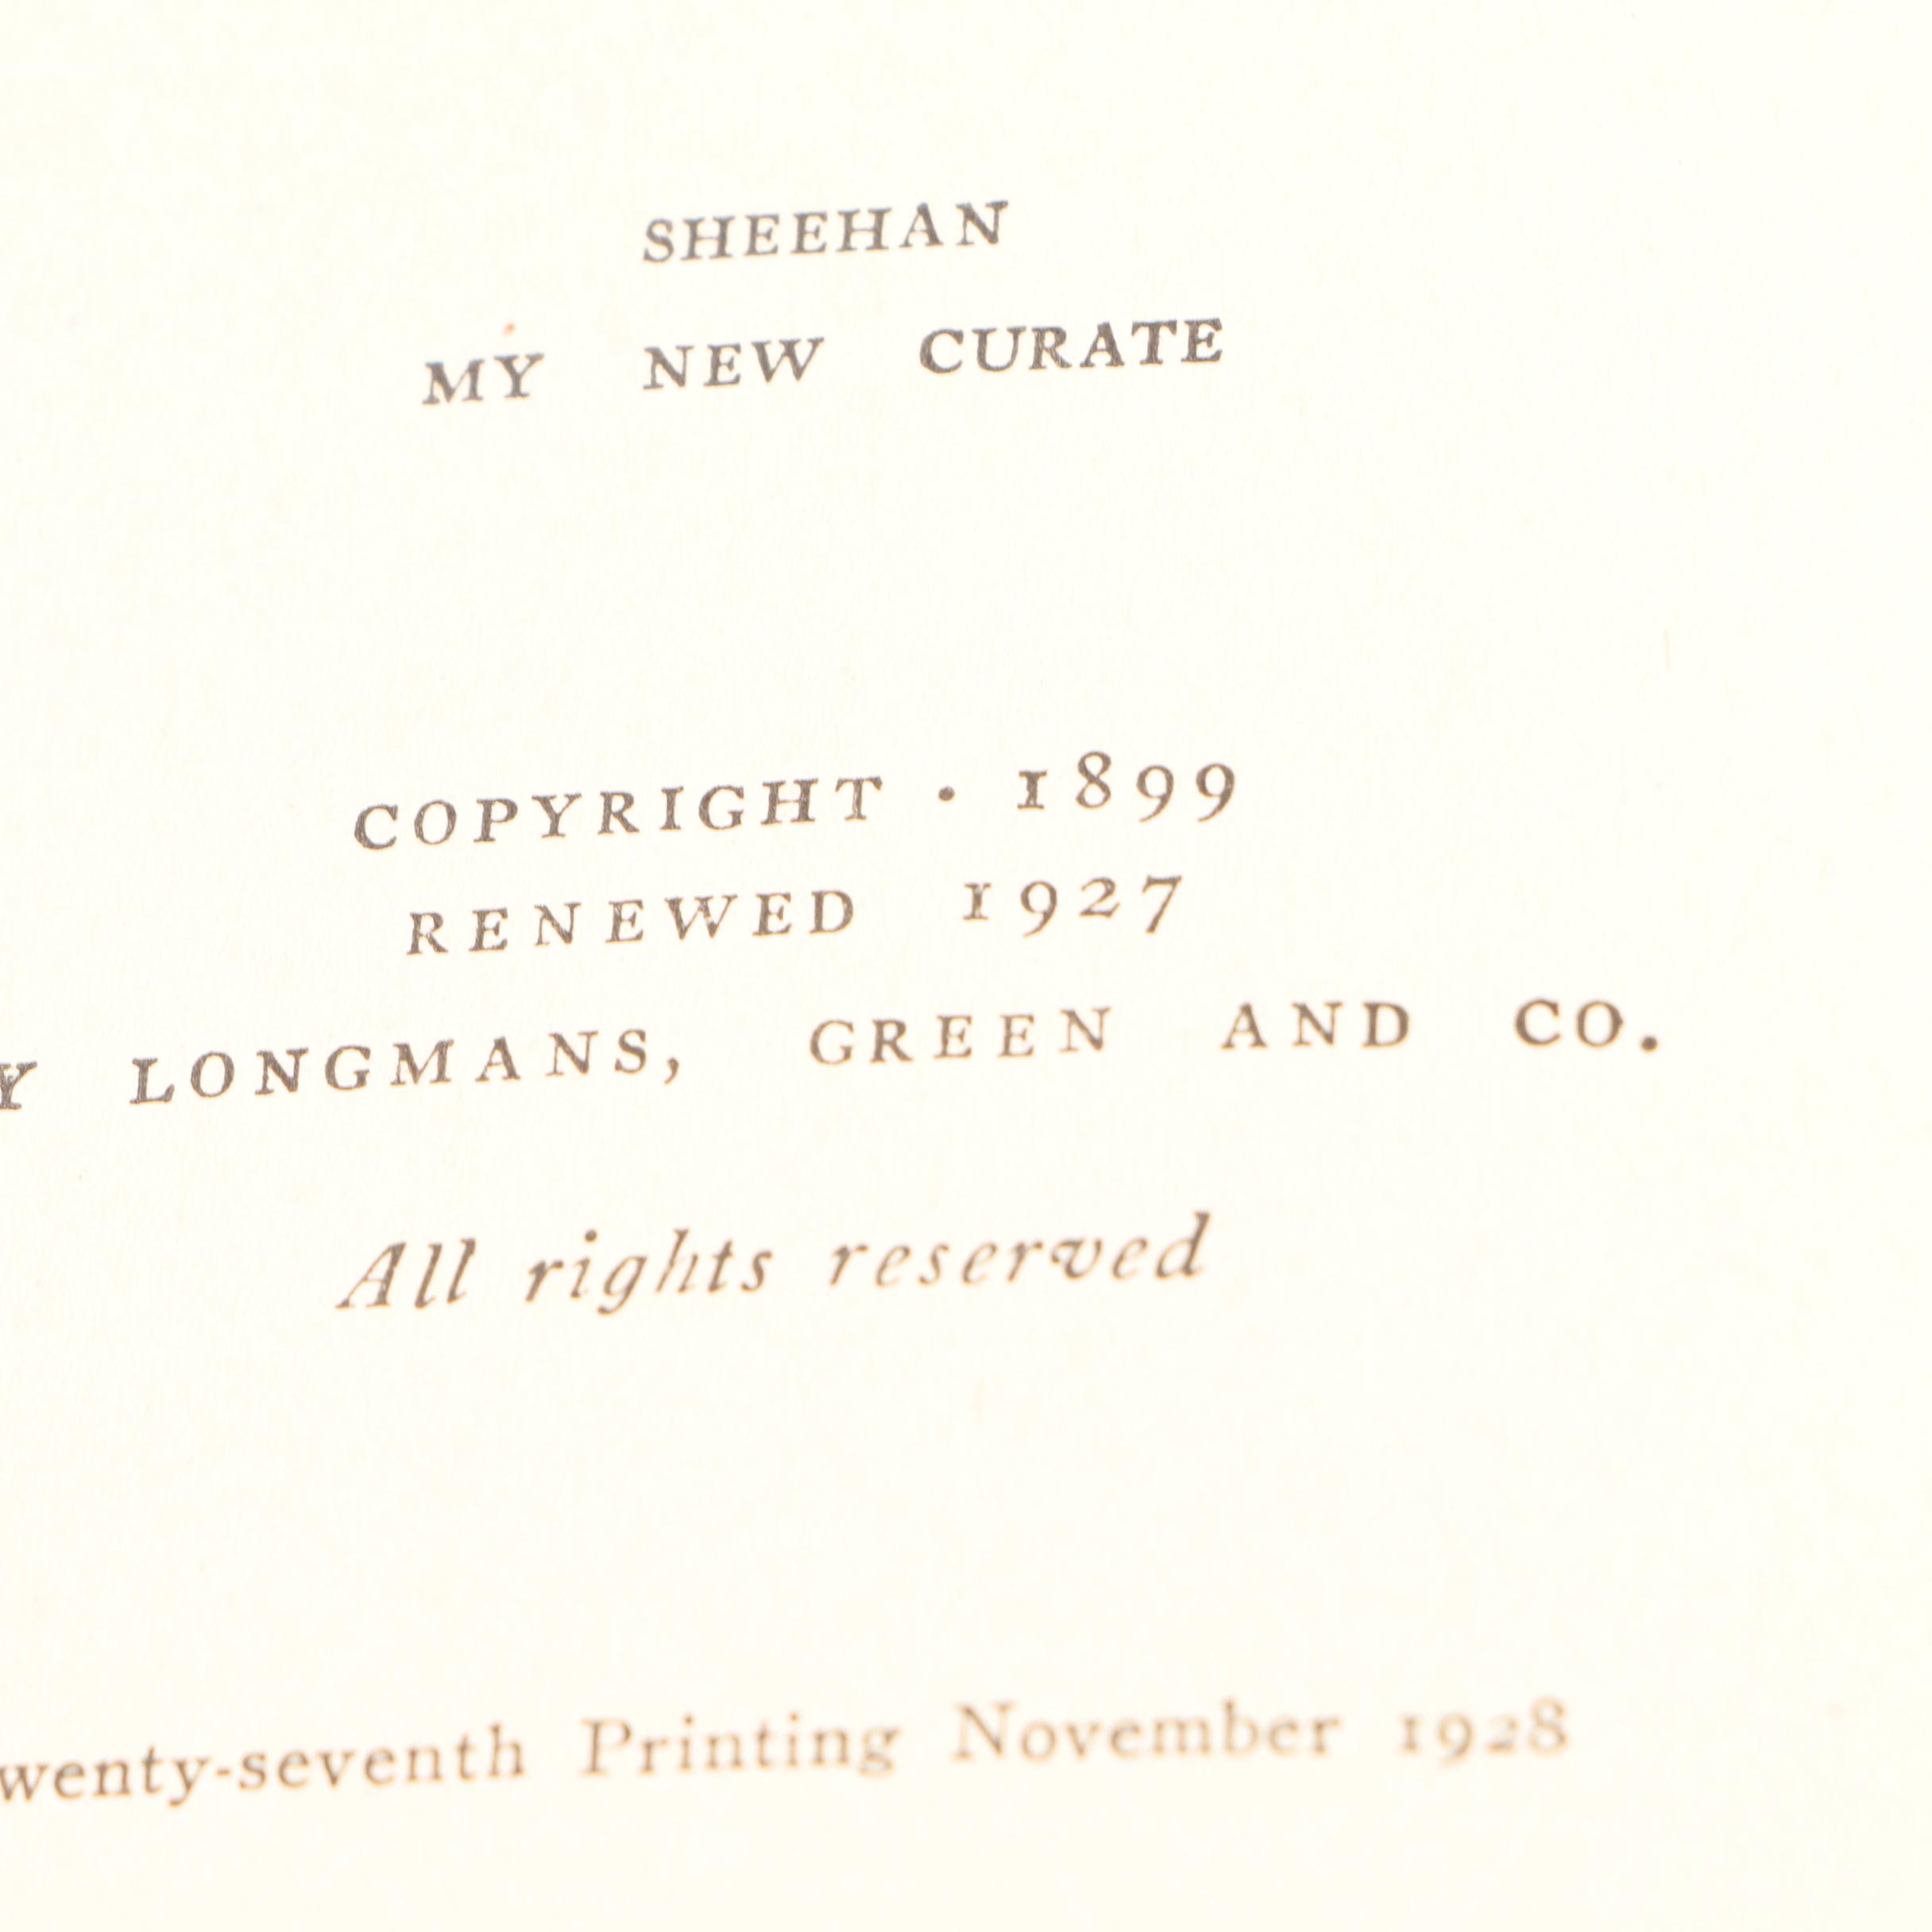 SHEEHAN
MY NEW CURATE
COPYRIGHT · 1899
RENEWED 1927
Y LONGMANS, GREEN AND CO.
All rights reserved
wenty-seventh Printing November 1928